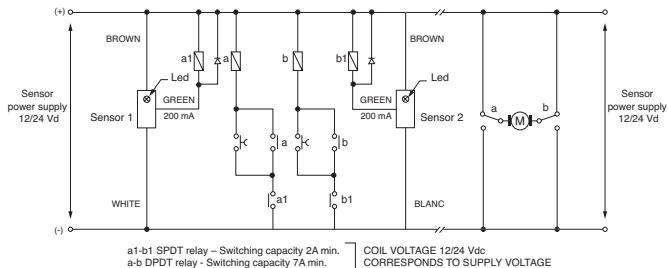 (+)
BROWN
a1
a
b
b1
BROWN
Led
Led
GREEN
200 mA
GREEN
200 mA
Sensor
power supply
12/24 Vd
Sensor 1
Sensor 2
a
M
b
Sensor
power supply
12/24 Vd
a
b
a1
b1
WHITE
BLANC
(-)
a1-b1 SPDT relay – Switching capacity 2A min.
a-b DPDT relay - Switching capacity 7A min.
COIL VOLTAGE 12/24 Vdc
CORRESPONDS TO SUPPLY VOLTAGE